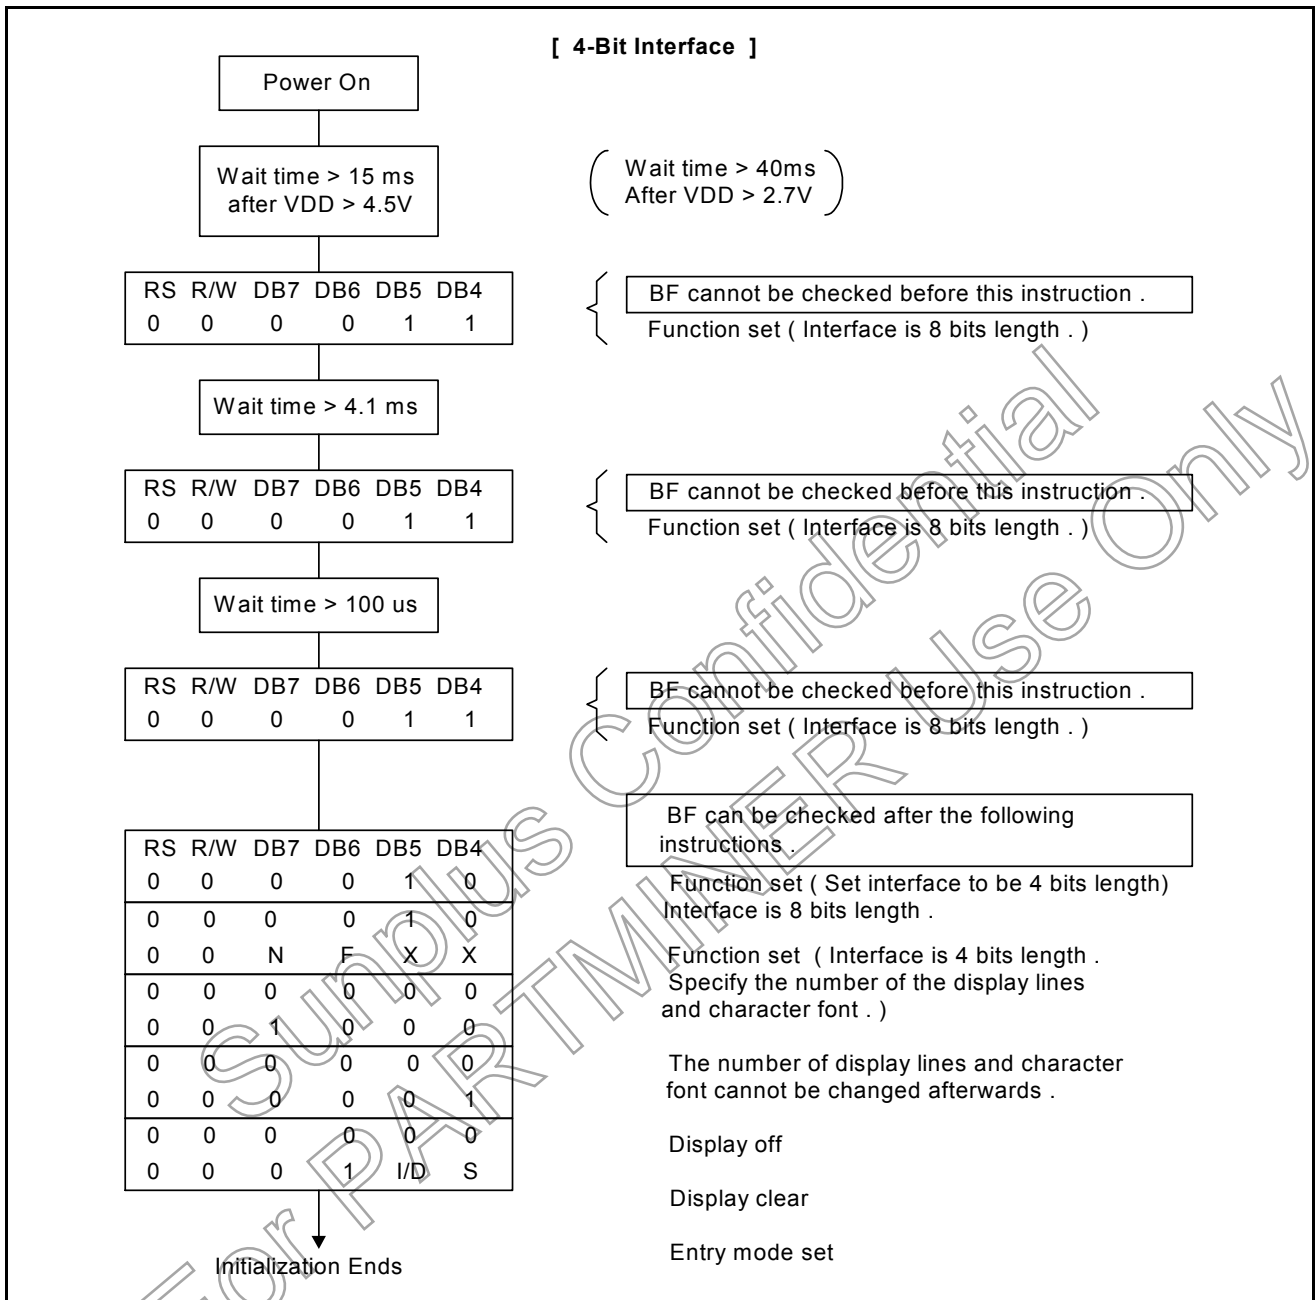 [ 4-Bit Interface ]
Power On
Wait time > 15 ms
after VDD > 4.5V
Wait time > 40ms
After VDD > 2.7V
RS R/W DB7 DB6 DB5 DB4
0 0 0 0 1 1
BF cannot be checked before this instruction .
Function set ( Interface is 8 bits length . )
Wait time > 4.1 ms
RS R/W DB7 DB6 DB5 DB4
0 0 0 0 1 1
BF cannot be checked before this instruction .
Function set ( Interface is 8 bits length . )
Wait time > 100 us
RS R/W DB7 DB6 DB5 DB4
0 0 0 0 1 1
BF cannot be checked before this instruction .
Function set ( Interface is 8 bits length . )
RS R/W DB7 DB6 DB5 DB4
0 0 0 0 1 0
0 0 0 0 1 0
0 0 N F X X
0 0 0 0 0 0
0 0 1 0 0 0
0 0 0 0 0 0
0 0 0 0 0 1
0 0 0 0 0 0
0 0 0 1 I/D S
Initialization Ends
BF can be checked after the following
instructions .
Function set ( Set interface to be 4 bits length)
Interface is 8 bits length .
Function set ( Interface is 4 bits length .
Specify the number of the display lines
and character font . )
The number of display lines and character
font cannot be changed afterwards .
Display off
Display clear
Entry mode set
Sunplus Confidential
For PARTMINER Use Only